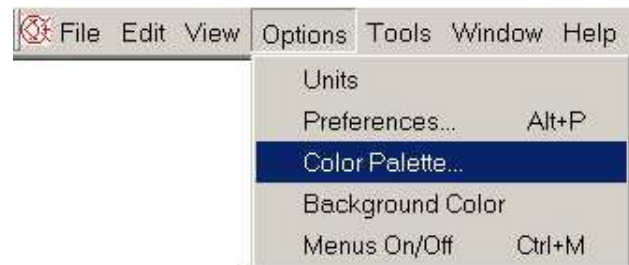 File Edit View Options Tools Window Help
Units
Preferences... Alt+P
Color Palette...
Background Color
Menus On/Off Ctrl+M